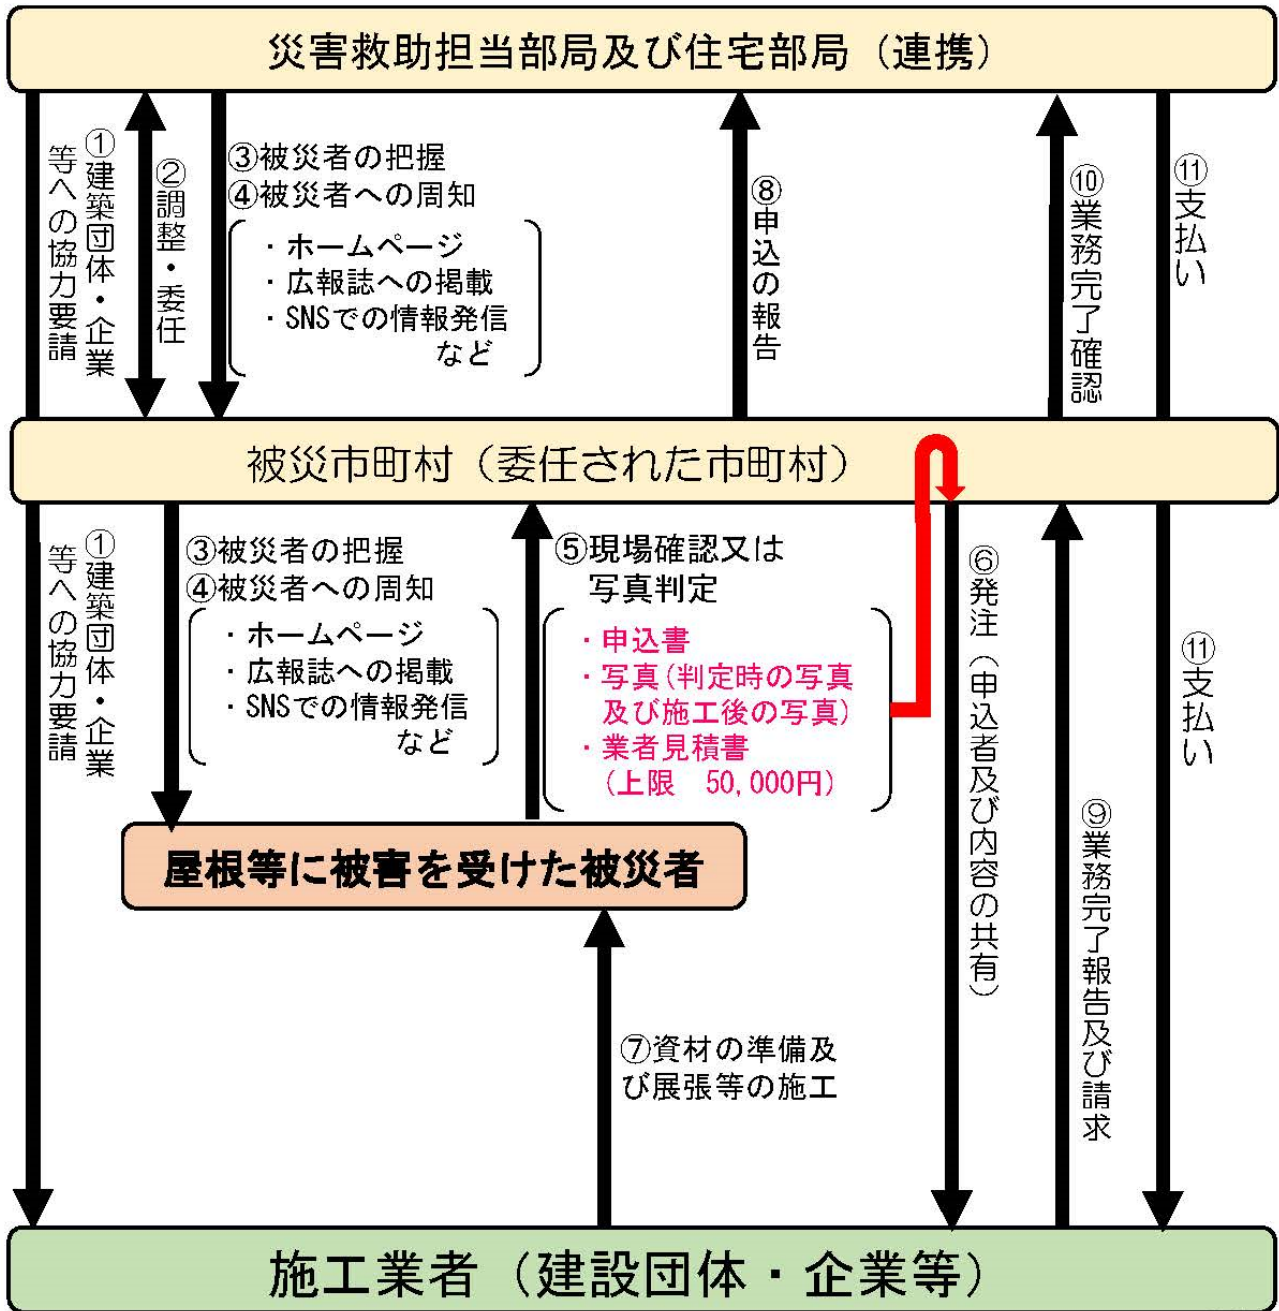 災害救助担当部局及び住宅部局（連携）
①建築団体・企業
等への協力要請
②調整・委任
③被災者の把握
④被災者への周知
・ホームページ
・広報誌への掲載
・SNSでの情報発信
など
⑧申込の報告
⑩業務完了確認
⑪支払い
被災市町村（委任された市町村）
①建築団体・企業
等への協力要請
③被災者の把握
④被災者への周知
・ホームページ
・広報誌への掲載
・SNSでの情報発信
など
⑤現場確認又は
写真判定
・申込書
・写真（判定時の写真
及び施工後の写真）
・業者見積書
（上限　50,000円）
⑥発注（申込者及び内容の共有）
⑨業務完了報告及び請求
⑪支払い
屋根等に被害を受けた被災者
⑦資材の準備及
び展張等の施工
施工業者（建設団体・企業等）